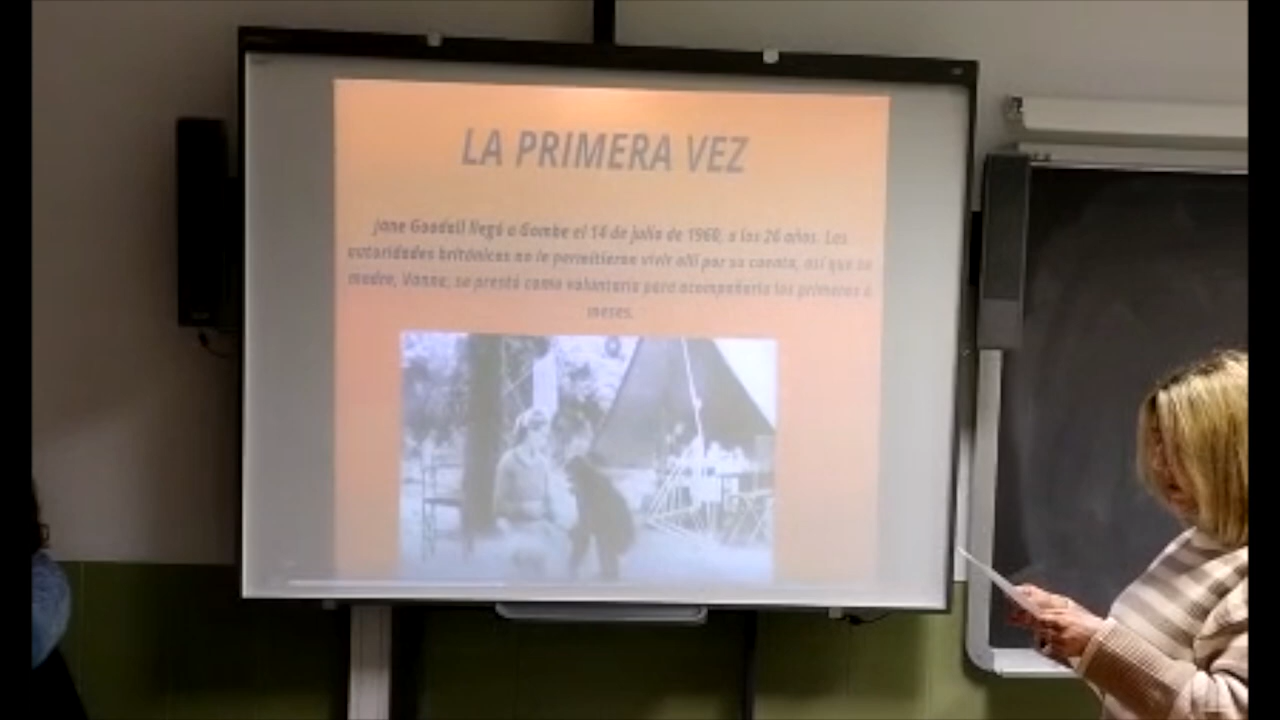 LA PRIMERA VEZ
Jane Goodall llegó a Gombe el 14 de julio de 1960, a los 26 años. Las
autoridades británicas no le permitieron vivir allí por su cuenta, así que su
madre, Vanne, se prestó como voluntaria para acompañarla los primeros
meses.